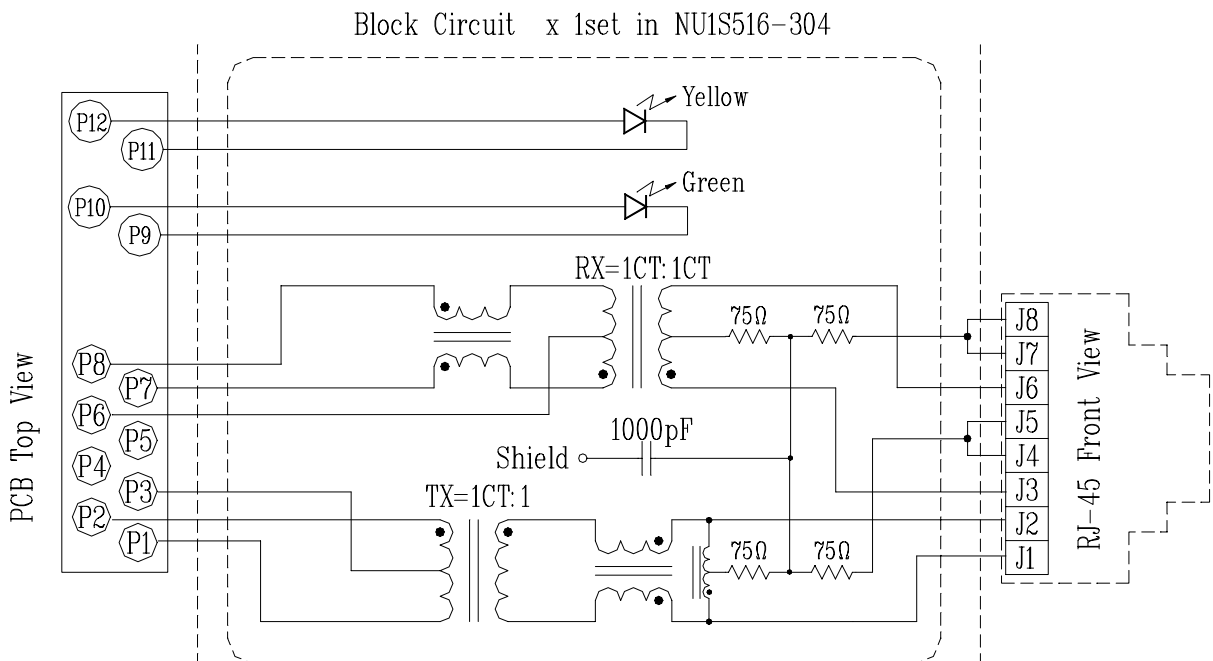 Block Circuit x 1set in NU1S516-304
P12
Yellow
P11
P10
Green
P9
RX=1CT:1CT
75Ω 75Ω
J8
J7
P8
P7
J6
P6
J5
P5
1000pF
J4
P4
Shield
J3
P3
TX=1CT:1
J2
P2
P1
75Ω 75Ω
J1
PCB Top View
RJ-45 Front View